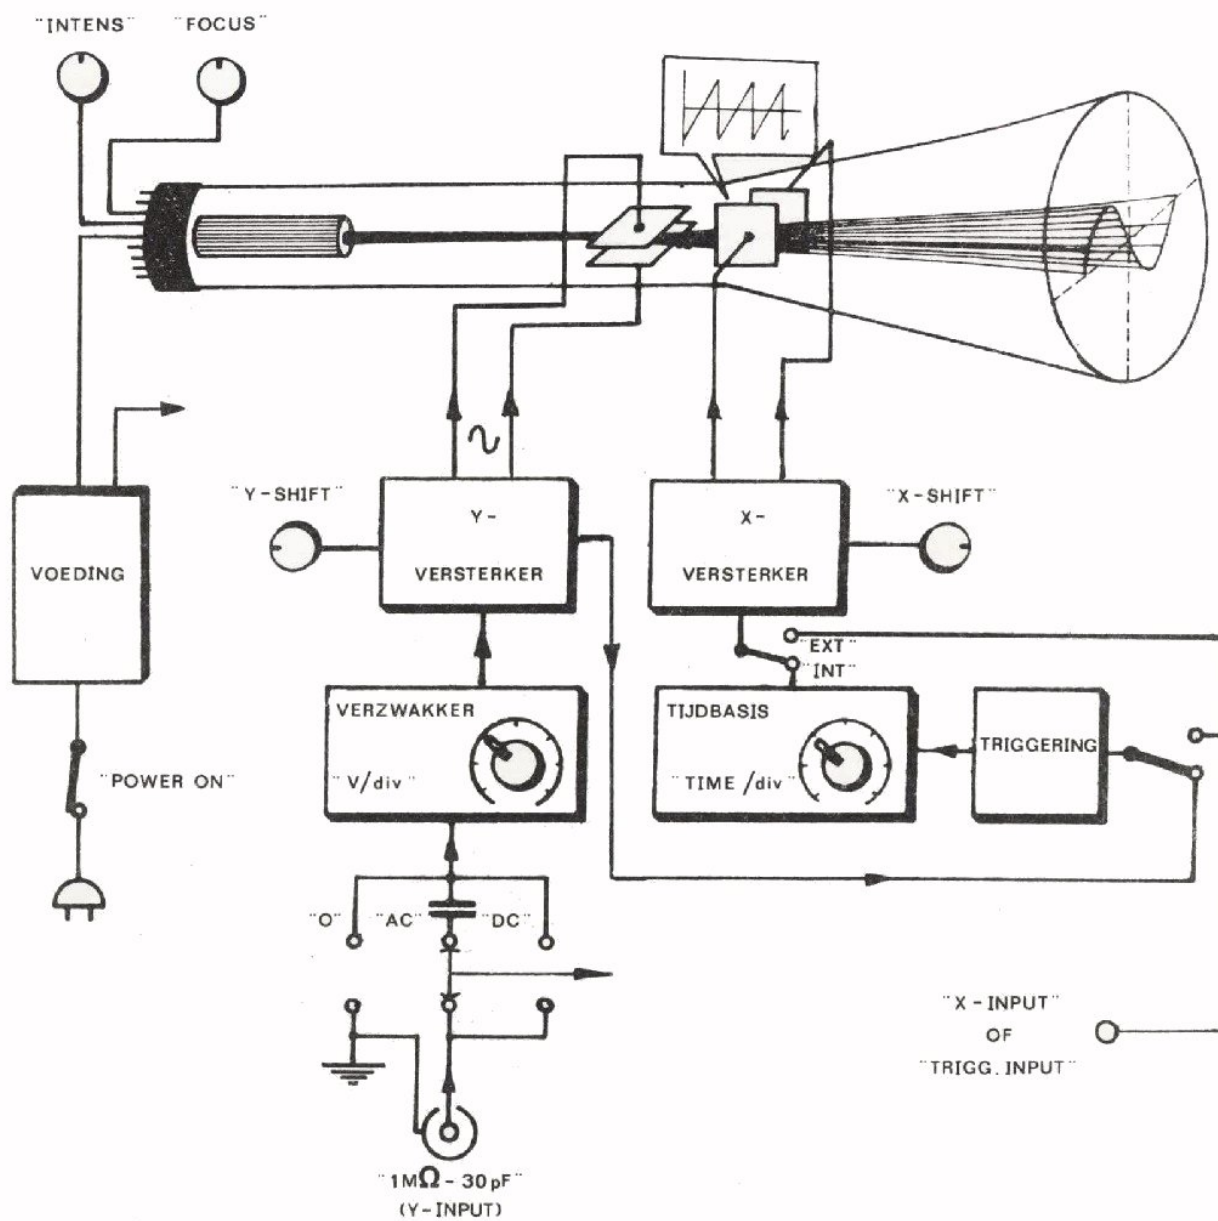 "INTENS" "FOCUS"
"Y-SHIFT"
Y-
VERSTERKER
X-
VERSTERKER
"X-SHIFT"
VOEDING
"EXT"
"INT"
"POWER ON"
VERZWAKKER
"V/div"
TIJDBASIS
"TIME/div"
TRIGGERING
"O" "AC" "DC"
"X-INPUT"
OF
"TRIGG. INPUT"
"1MΩ-30pF"
(Y-INPUT)